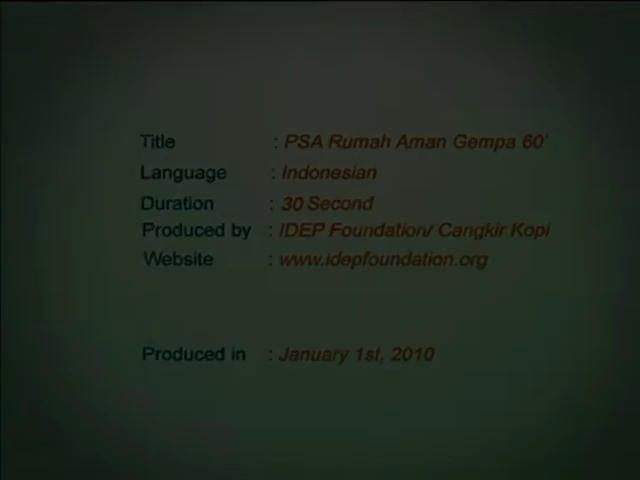 Title : PSA Rumah Aman Gempa 60'
Language : Indonesian
Duration : 30 Second
Produced by : IDEP Foundation/ Cangkir Kopi
Website : www.idepfoundation.org
Produced in : January 1st, 2010